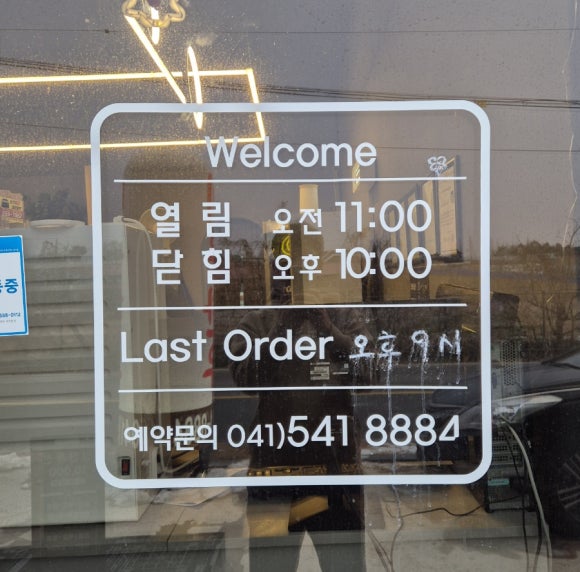 Welcome
열림 오전 11:00
닫힘 오후 10:00
Last Order 오후 9시
예약문의 041)541 8884
중